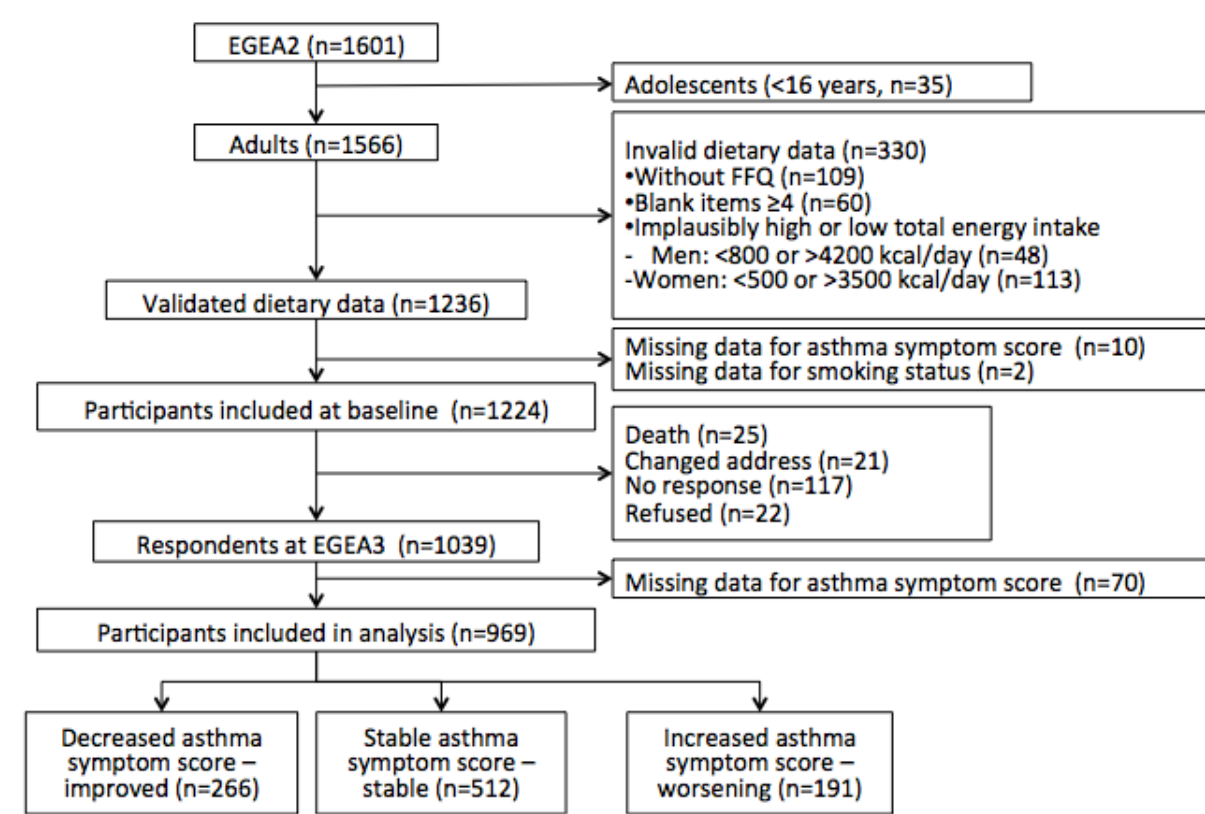 EGEA2 (n=1601)
Adolescents (<16 years, n=35)
Adults (n=1566)
Invalid dietary data (n=330)
•Without FFQ (n=109)
•Blank items ≥4 (n=60)
•Implausibly high or low total energy intake
- Men: <800 or >4200 kcal/day (n=48)
-Women: <500 or >3500 kcal/day (n=113)
Validated dietary data (n=1236)
Missing data for asthma symptom score (n=10)
Missing data for smoking status (n=2)
Participants included at baseline (n=1224)
Death (n=25)
Changed address (n=21)
No response (n=117)
Refused (n=22)
Respondents at EGEA3 (n=1039)
Missing data for asthma symptom score (n=70)
Participants included in analysis (n=969)
Decreased asthma
symptom score –
improved (n=266)
Stable asthma
symptom score –
stable (n=512)
Increased asthma
symptom score –
worsening (n=191)